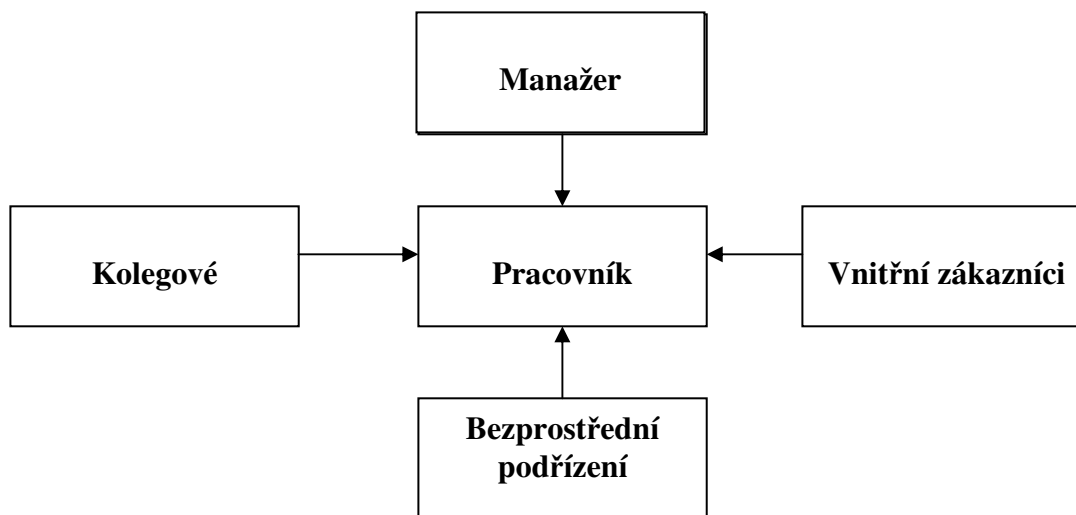 Manažer
Kolegové
Pracovník
Vnitřní zákazníci
Bezprostřední
podřízení